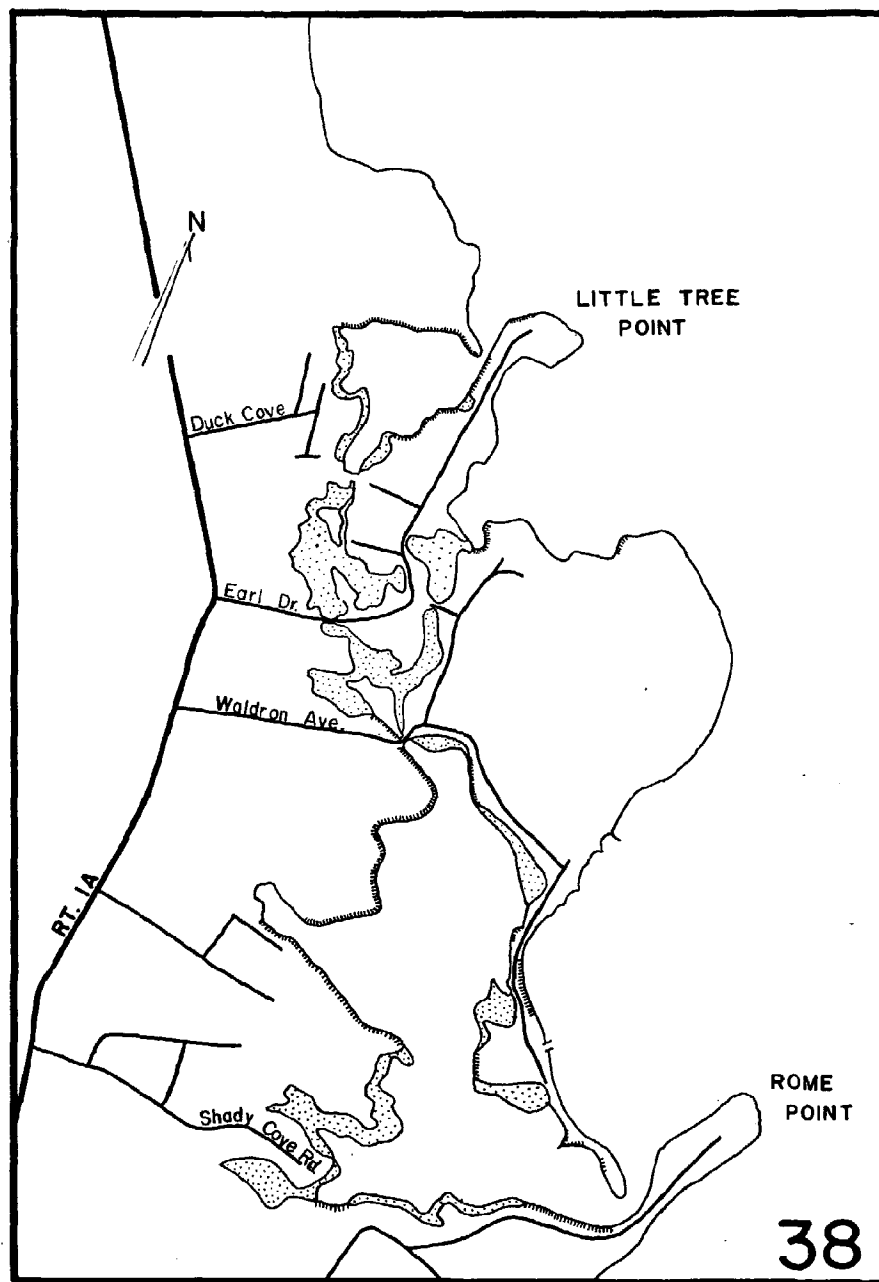 N
LITTLE TREE
POINT
Duck Cove
Earl Dr.
Waldron Ave.
RT. 1A
Shady Cove Rd.
ROME
POINT
38